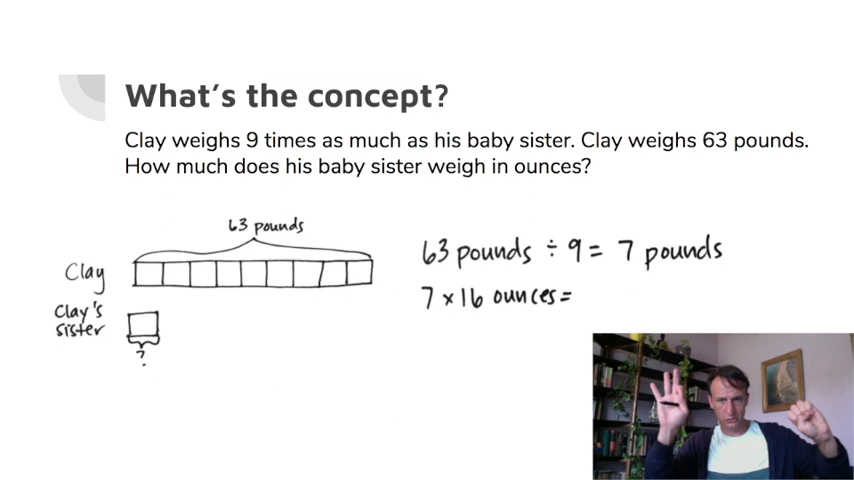 What's the concept?
Clay weighs 9 times as much as his baby sister. Clay weighs 63 pounds.
How much does his baby sister weigh in ounces?
63 pounds
Clay
Clay's
sister
?
63 pounds ÷ 9 = 7 pounds
7 × 16 ounces =